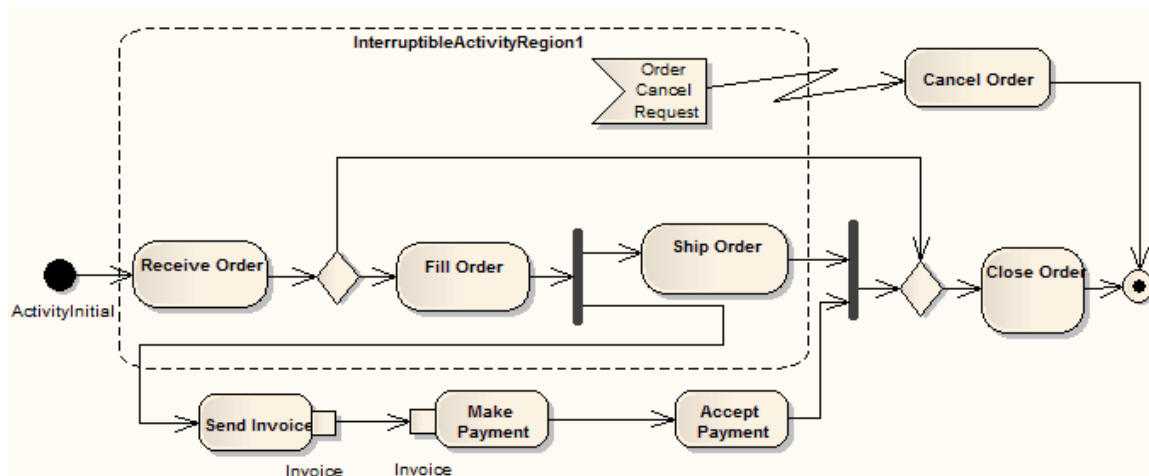 InterruptibleActivityRegion1
Order
Cancel
Request
Cancel Order
Receive Order
Fill Order
Ship Order
Close Order
ActivityInitial
Send Invoice
Make
Payment
Accept
Payment
Invoice
Invoice